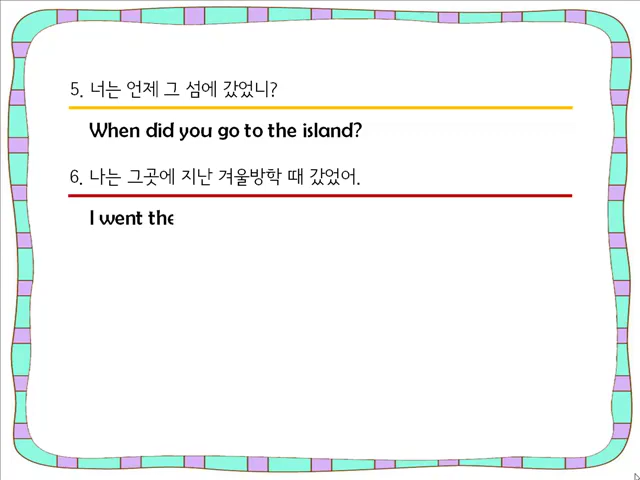 5. 너는 언제 그 섬에 갔었니?
When did you go to the island?
6. 나는 그곳에 지난 겨울방학 때 갔었어.
I went the